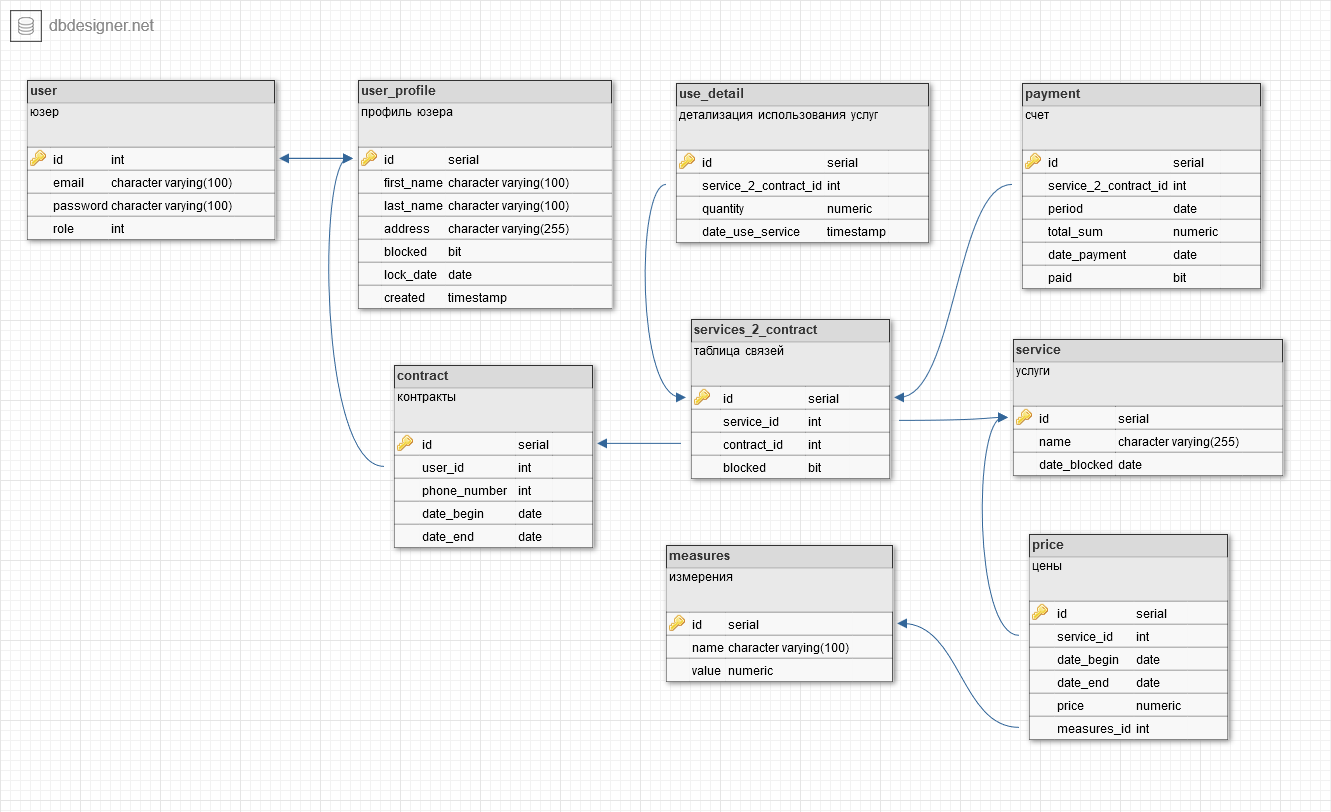 dbdesigner.net
user
юзер
id int
email character varying(100)
password character varying(100)
role int
user_profile
профиль юзера
id serial
first_name character varying(100)
last_name character varying(100)
address character varying(255)
blocked bit
lock_date date
created timestamp
use_detail
детализация использования услуг
id serial
service_2_contract_id int
quantity numeric
date_use_service timestamp
payment
счет
id serial
service_2_contract_id int
period date
total_sum numeric
date_payment date
paid bit
contract
контракты
id serial
user_id int
phone_number int
date_begin date
date_end date
services_2_contract
таблица связей
id serial
service_id int
contract_id int
blocked bit
service
услуги
id serial
name character varying(255)
date_blocked date
measures
измерения
id serial
name character varying(100)
value numeric
price
цены
id serial
service_id int
date_begin date
date_end date
price numeric
measures_id int